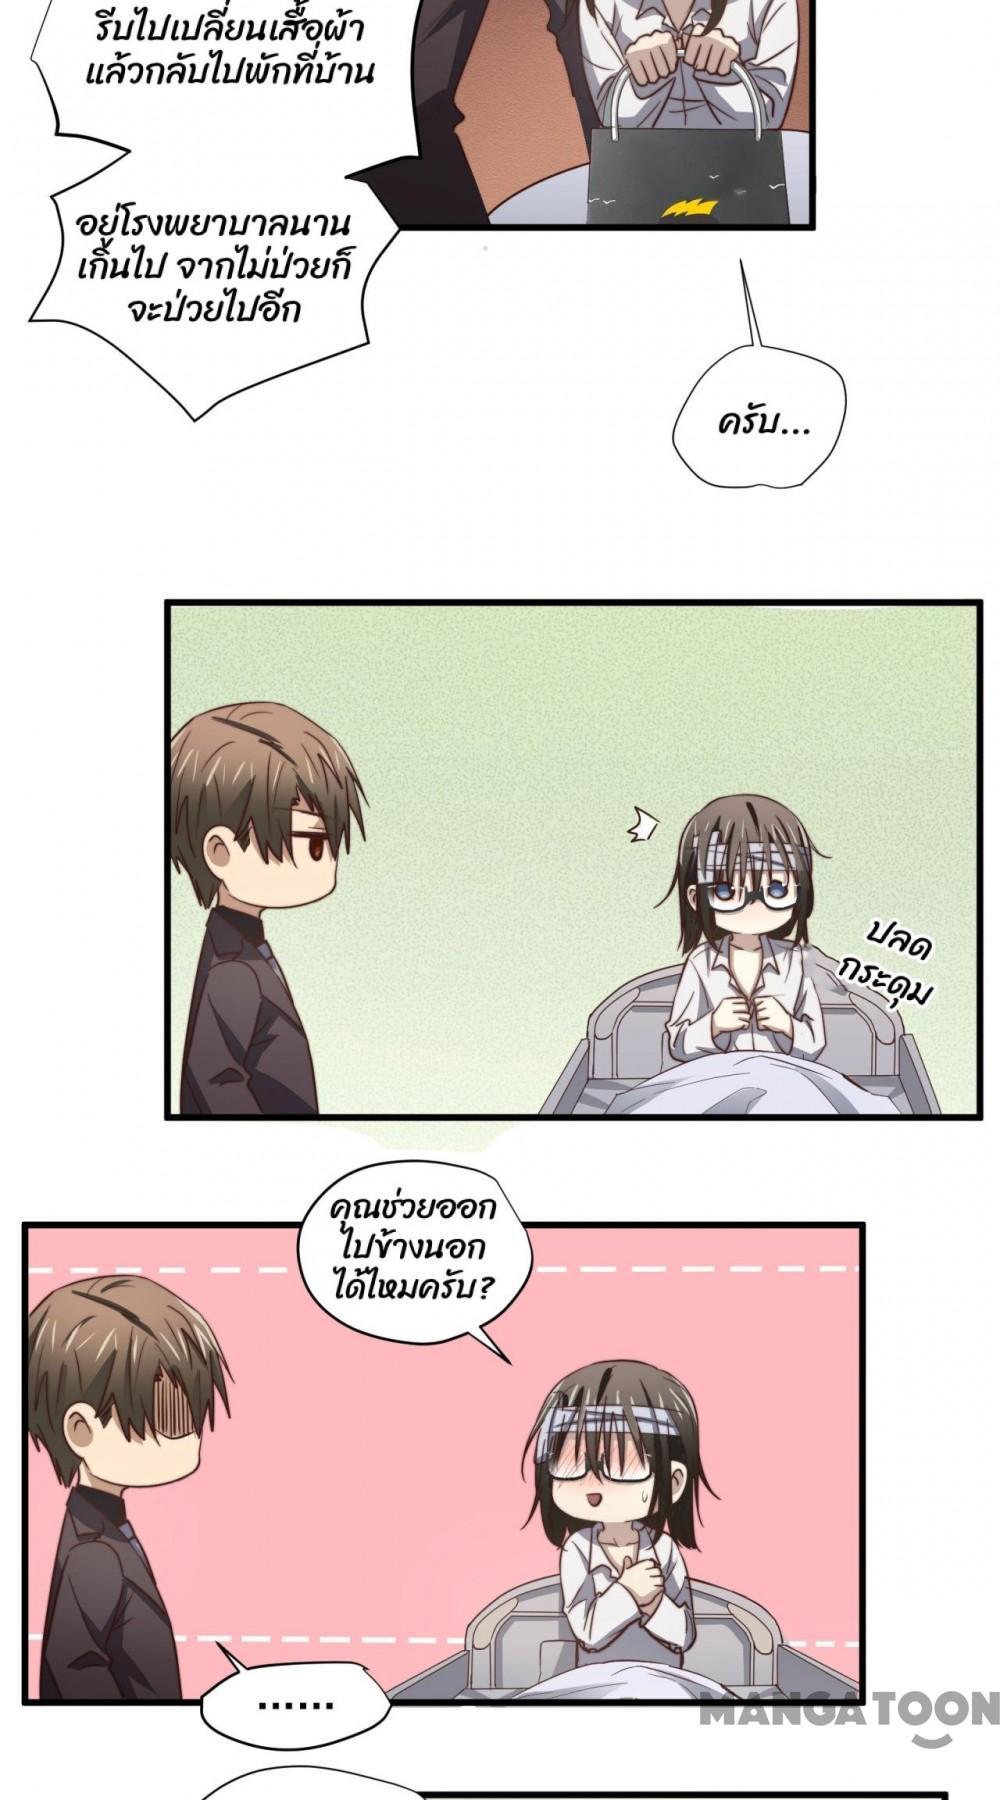 รีบไปเปลี่ยนเสื้อผ้า
แล้วกลับไปพักที่บ้าน
อยู่โรงพยาบาลนาน
เกินไป จากไม่ป่วยก็
จะป่วยไปอีก
ครับ...
ปลด
กระดุม
คุณช่วยออก
ไปข้างนอก
ได้ไหมครับ?
......
MANGATOON